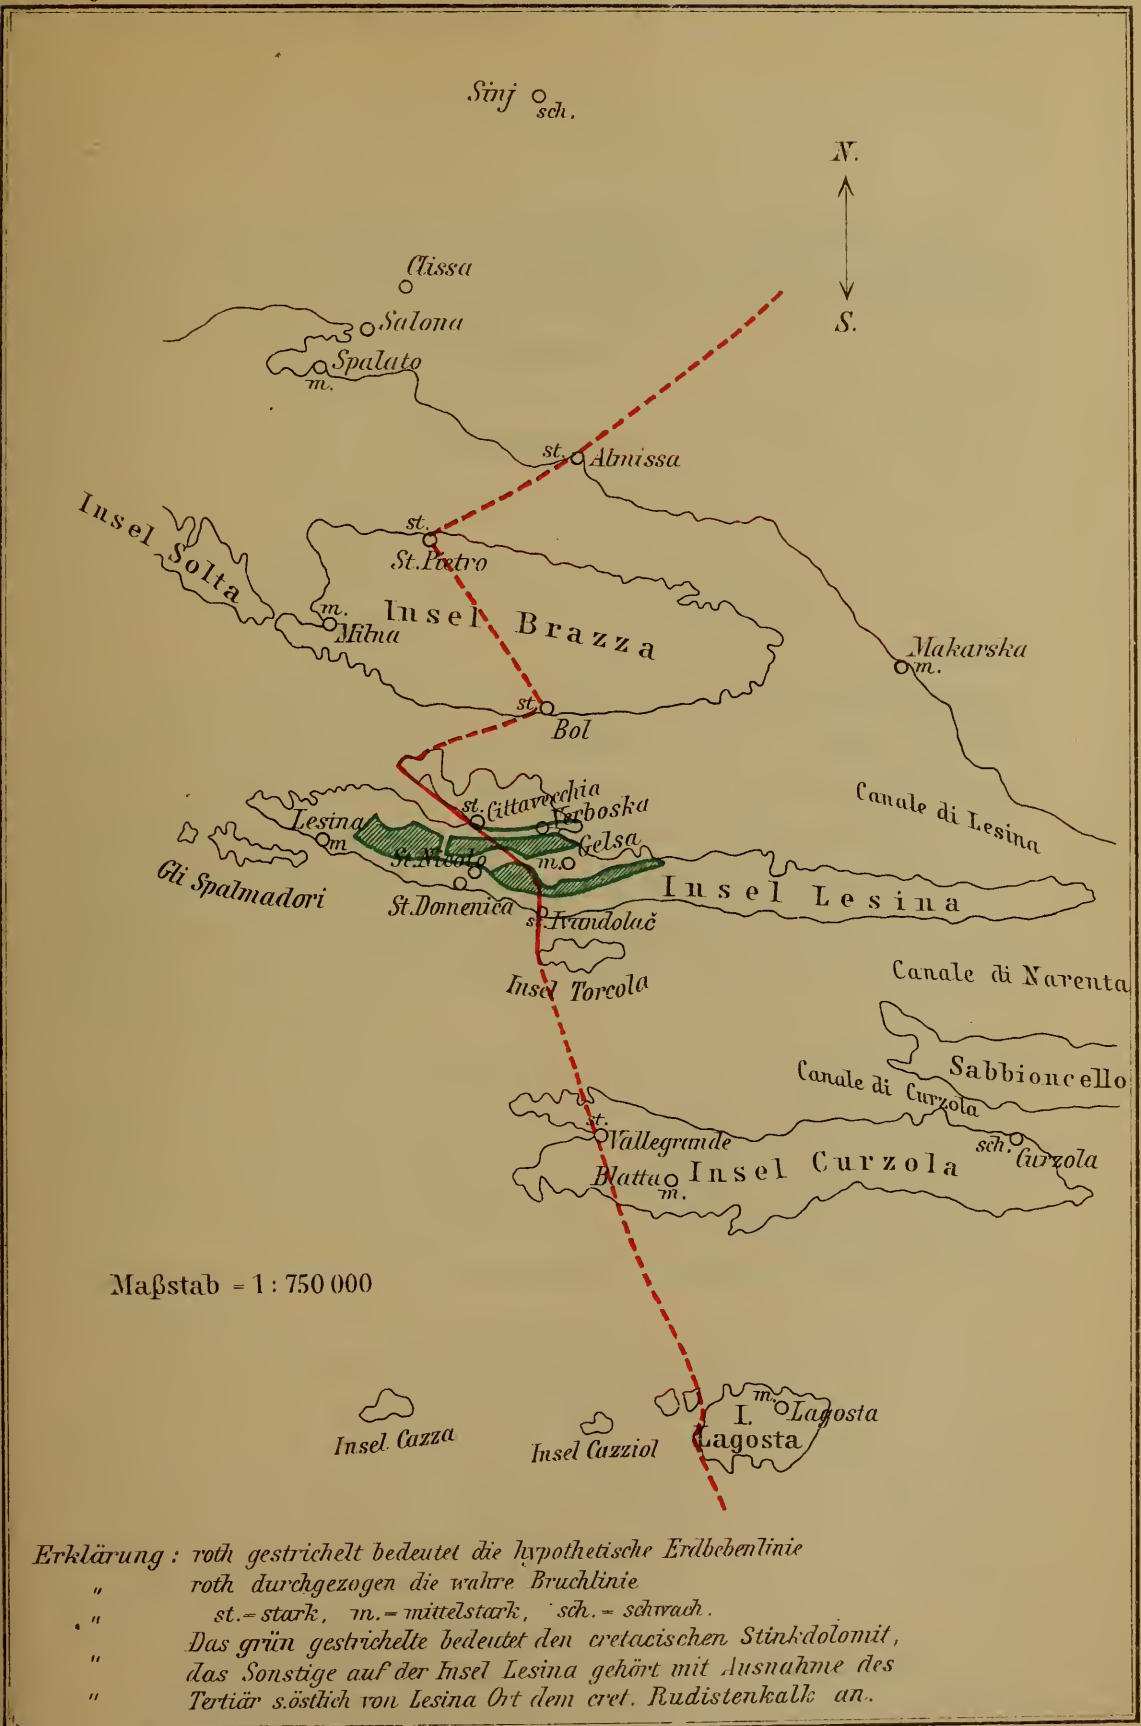 Sinj
sch.
N.
S.
Clissa
Salona
Spalato
m.
st.
Almissa
Insel Solta
st.
St. Pietro
Insel Brazza
m.
Milna
Makarska
m.
st.
Bol
Canale di Lesina
st.
Cittavecchia
Verboska
Lesina
m
Gelsa
m.
St. Nicolo
Gli Spalmadori
St. Domenica
Insel Lesina
st.
Ivandolač
Insel Torcola
Canale di Narenta
Sabbioncello
Canale di Curzola
st.
Vallegrande
sch.
Curzola
Blatta
m.
Insel Curzola
Maßstab = 1 : 750 000
m.
Lagosta
I.
Lagosta
Insel Cazza
Insel Cazziol
Erklärung : roth gestrichelt bedeutet die hypothetische Erdbebenlinie
" roth durchgezogen die wahre Bruchlinie
" st. = stark, m. = mittelstark, sch. = schwach.
Das grün gestrichelte bedeutet den cretacischen Stinkdolomit,
" das Sonstige auf der Insel Lesina gehört mit Ausnahme des
" Tertiär s.östlich von Lesina Ort dem cret. Rudistenkalk an.